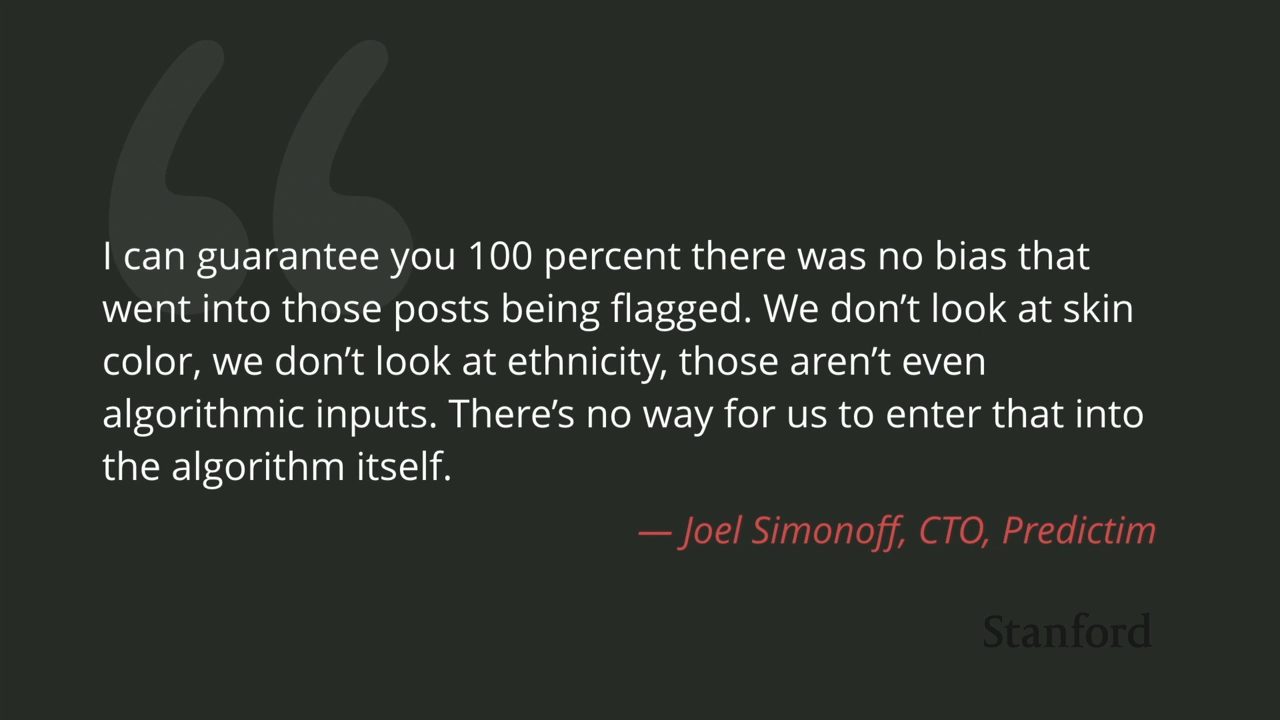 I can guarantee you 100 percent there was no bias that
went into those posts being flagged. We don’t look at skin
color, we don’t look at ethnicity, those aren’t even
algorithmic inputs. There’s no way for us to enter that into
the algorithm itself.
— Joel Simonoff, CTO, Predictim
Stanford